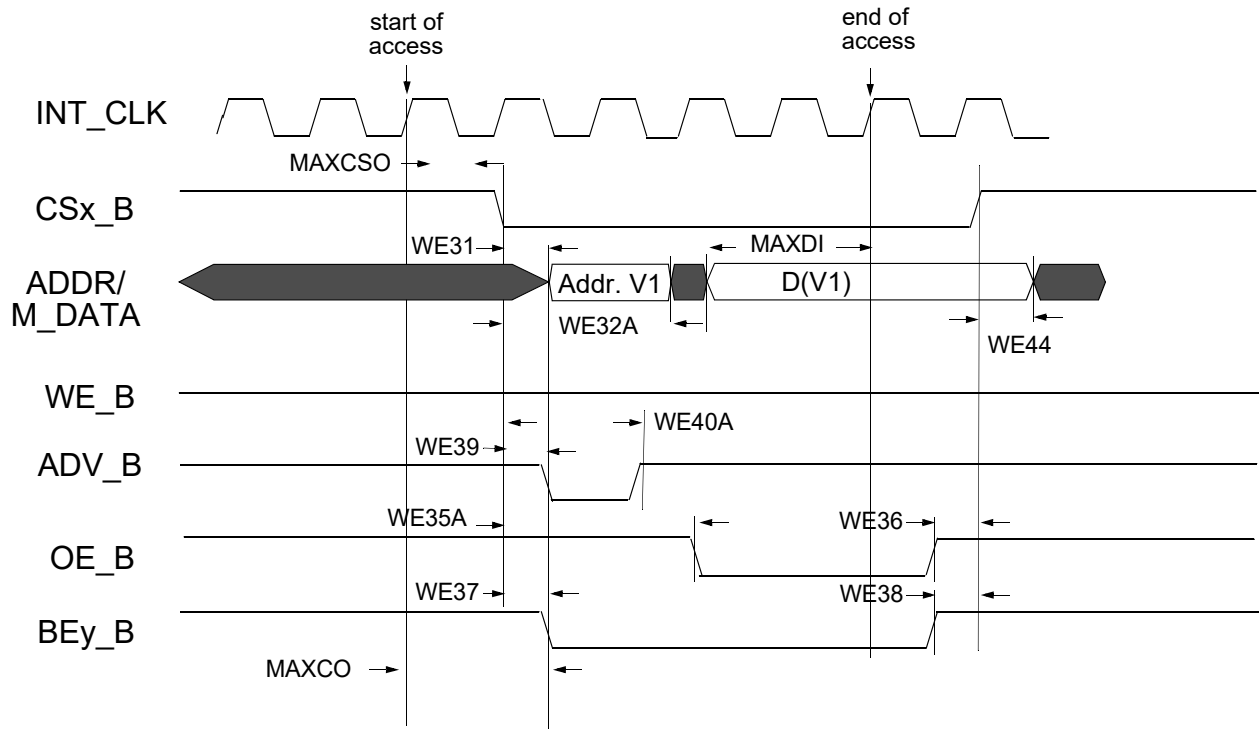 start of
access
end of
access
INT_CLK
MAXCSO
CSx_B
WE31
MAXDI
ADDR/
M_DATA
Addr. V1
D(V1)
WE32A
WE44
WE_B
WE40A
WE39
ADV_B
WE35A
WE36
OE_B
WE37
WE38
BEy_B
MAXCO